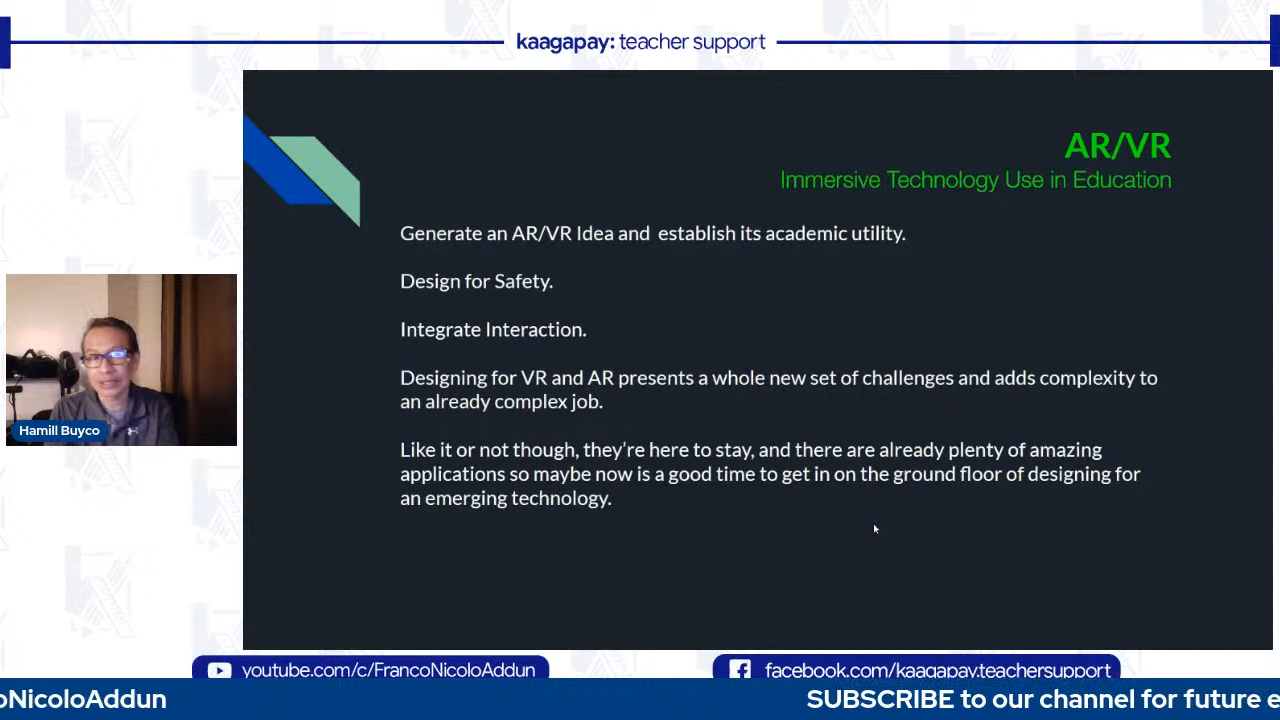 kaagapay: teacher support
AR/VR
Immersive Technology Use in Education
Generate an AR/VR Idea and establish its academic utility.
Design for Safety.
Integrate Interaction.
Designing for VR and AR presents a whole new set of challenges and adds complexity to
an already complex job.
Like it or not though, they're here to stay, and there are already plenty of amazing
applications so maybe now is a good time to get in on the ground floor of designing for
an emerging technology.
Hamill Buyco
youtube.com/c/FrancoNicoloAddun
facebook.com/kaagapay.teachersupport
oNicoloAddun
SUBSCRIBE to our channel for future e